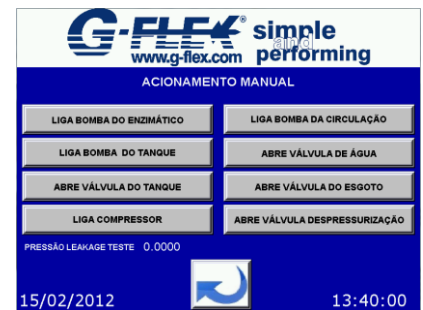 G-FLEX® simple
and
www.g-flex.com performing
ACIONAMENTO MANUAL
LIGA BOMBA DO ENZIMÁTICO
LIGA BOMBA DA CIRCULAÇÃO
LIGA BOMBA DO TANQUE
ABRE VÁLVULA DE ÁGUA
ABRE VÁLVULA DO TANQUE
ABRE VÁLVULA DO ESGOTO
LIGA COMPRESSOR
ABRE VÁLVULA DESPRESSURIZAÇÃO
PRESSÃO LEAKAGE TESTE 0.0000
15/02/2012
13:40:00